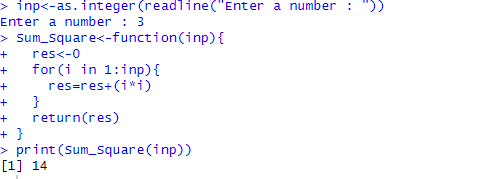 > inp<-as.integer(readline("Enter a number : "))
Enter a number : 3
> Sum_Square<-function(inp){
+   res<-0
+   for(i in 1:inp){
+     res=res+(i*i)
+   }
+   return(res)
+ }
> print(Sum_Square(inp))
[1] 14